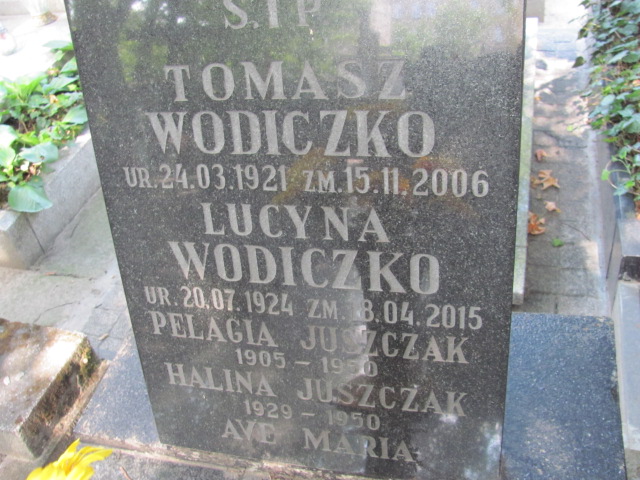 Ś.†P.
TOMASZ
WODICZKO
UR. 24.03.1921 ZM. 15.11.2006
LUCYNA
WODICZKO
UR. 20.07.1924 ZM. 18.04.2015
PELAGIA JUSZCZAK
1905 – 1950
HALINA JUSZCZAK
1929 – 1950
AVE MARIA